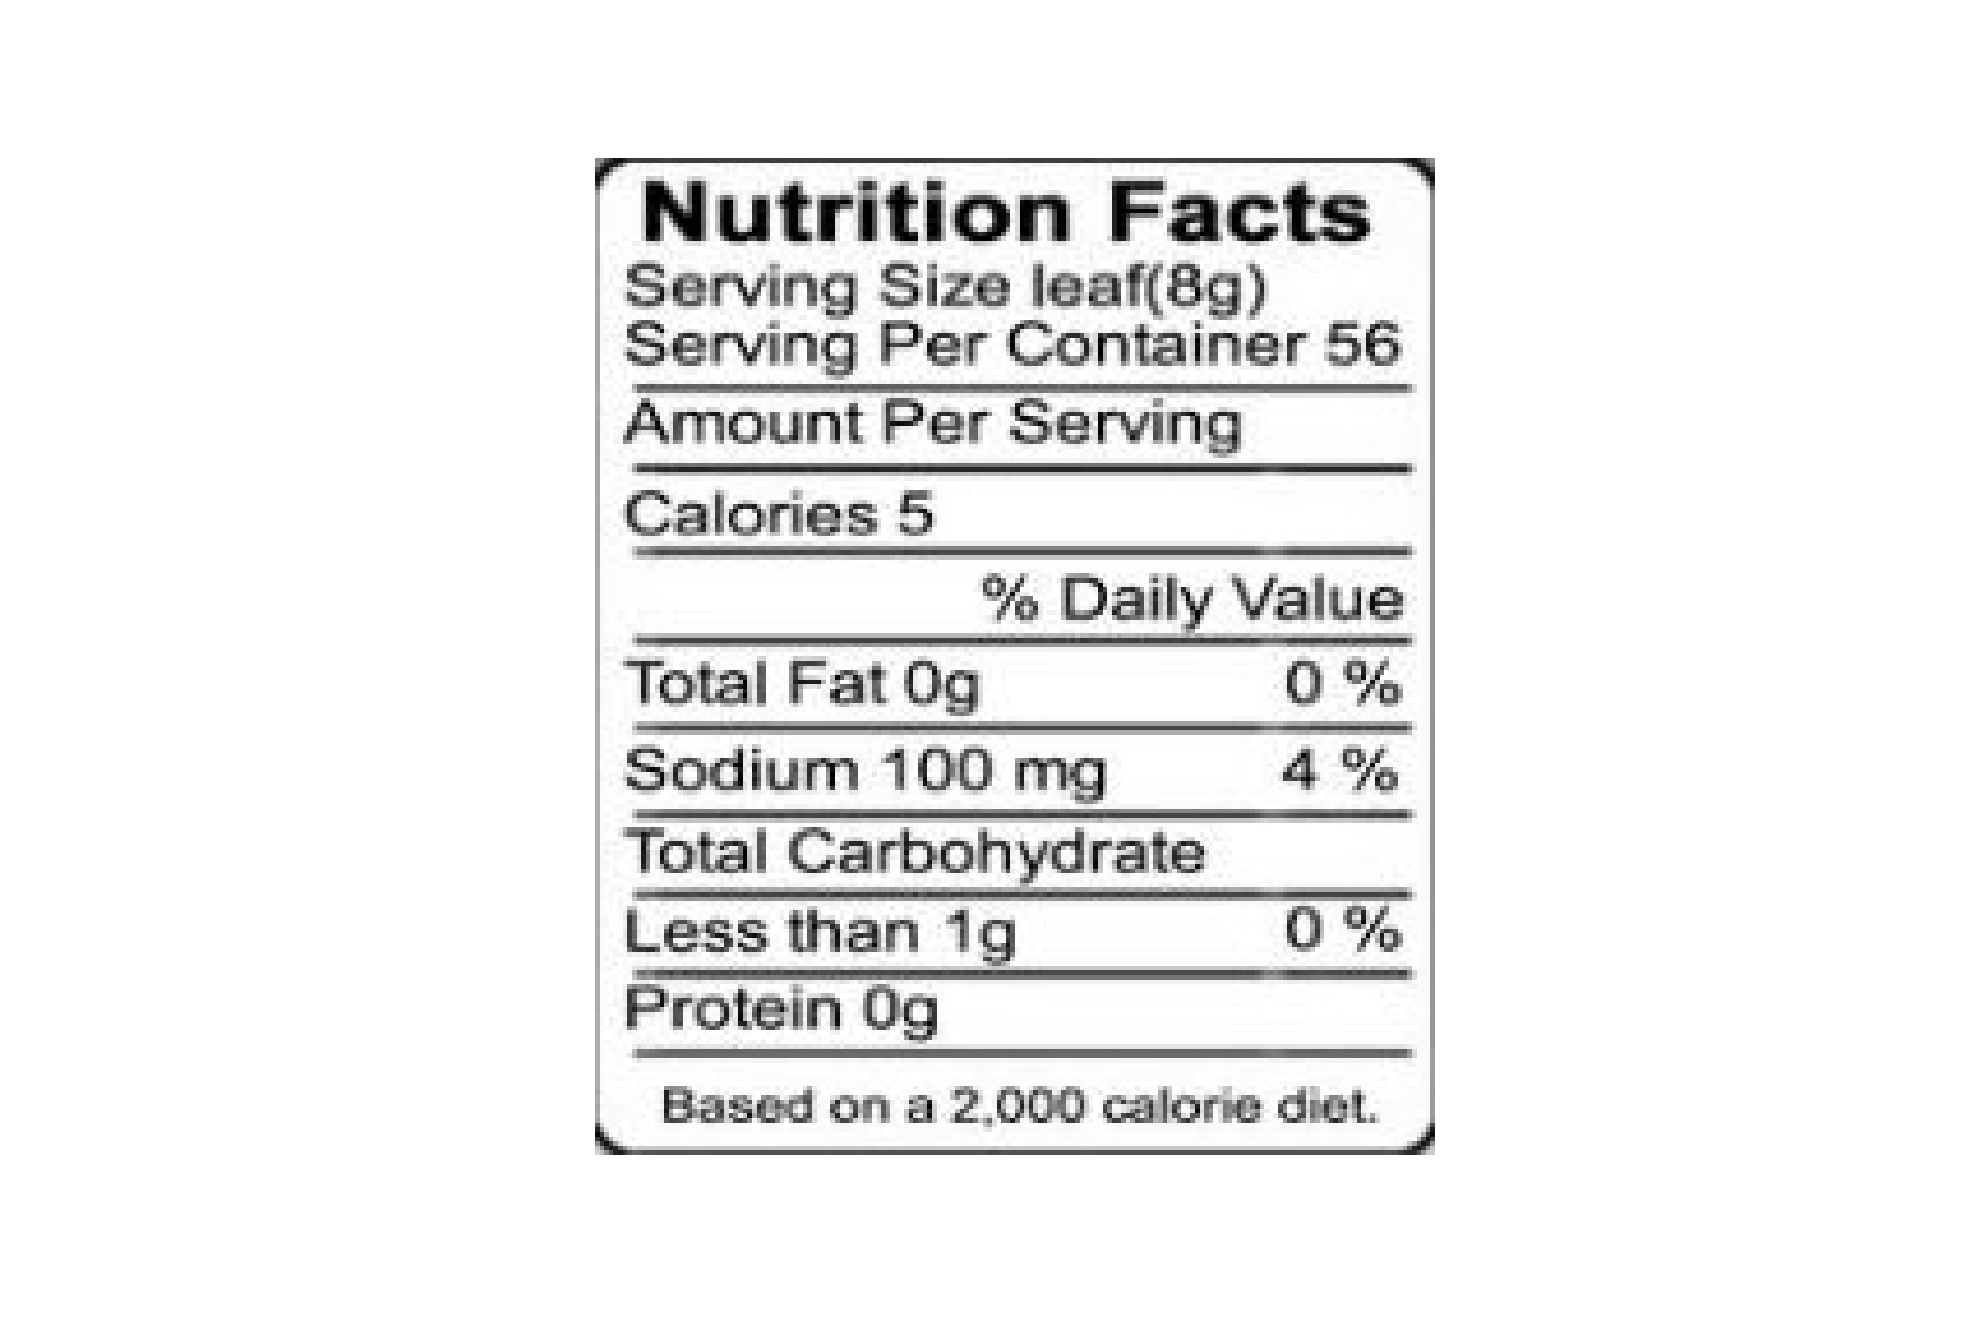 Nutrition Facts
Serving Size leaf(8g)
Serving Per Container 56
Amount Per Serving
Calories 5
% Daily Value
Total Fat 0g 0 %
Sodium 100 mg 4 %
Total Carbohydrate
Less than 1g 0 %
Protein 0g
Based on a 2,000 calorie diet.